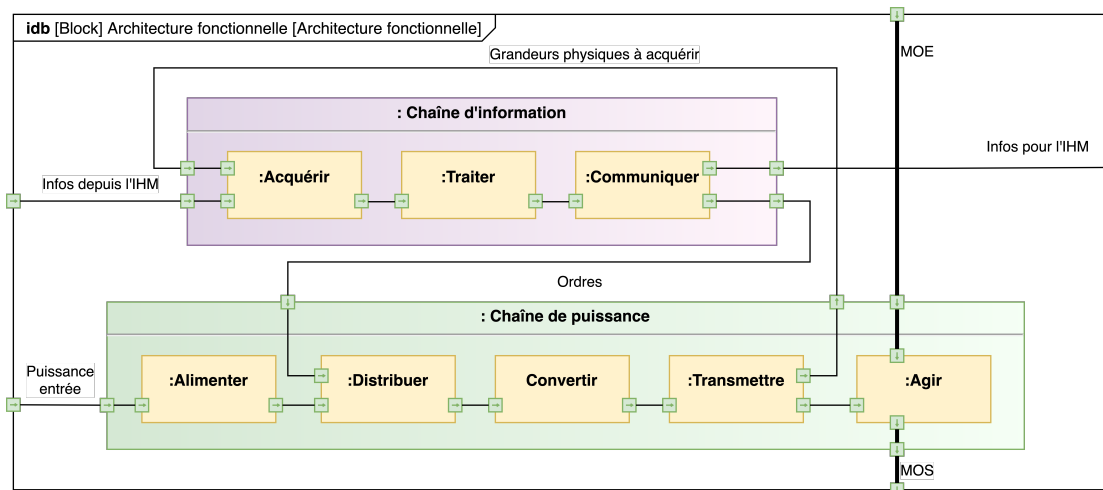 idb [Block] Architecture fonctionnelle [Architecture fonctionnelle]
MOE
Grandeurs physiques à acquérir
: Chaîne d'information
Infos pour l'IHM
Infos depuis l'IHM
:Acquérir
:Traiter
:Communiquer
Ordres
: Chaîne de puissance
Puissance
entrée
:Alimenter
:Distribuer
Convertir
:Transmettre
:Agir
MOS